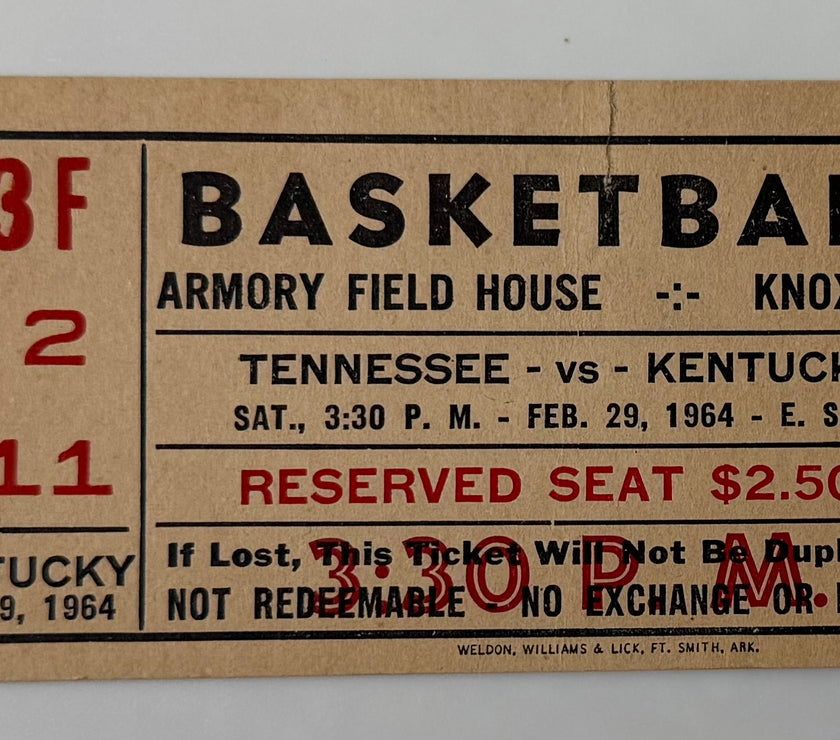 3F
2
11
TUCKY
9, 1964
BASKETBA
ARMORY FIELD HOUSE -:- KNOX
TENNESSEE - vs - KENTUCK
SAT., 3:30 P. M. - FEB. 29, 1964 - E. S
RESERVED SEAT $2.50
If Lost, This Ticket Will Not Be Dupl
3:30 P. M.
NOT REDEEMABLE - NO EXCHANGE OR
WELDON, WILLIAMS & LICK, FT. SMITH, ARK.